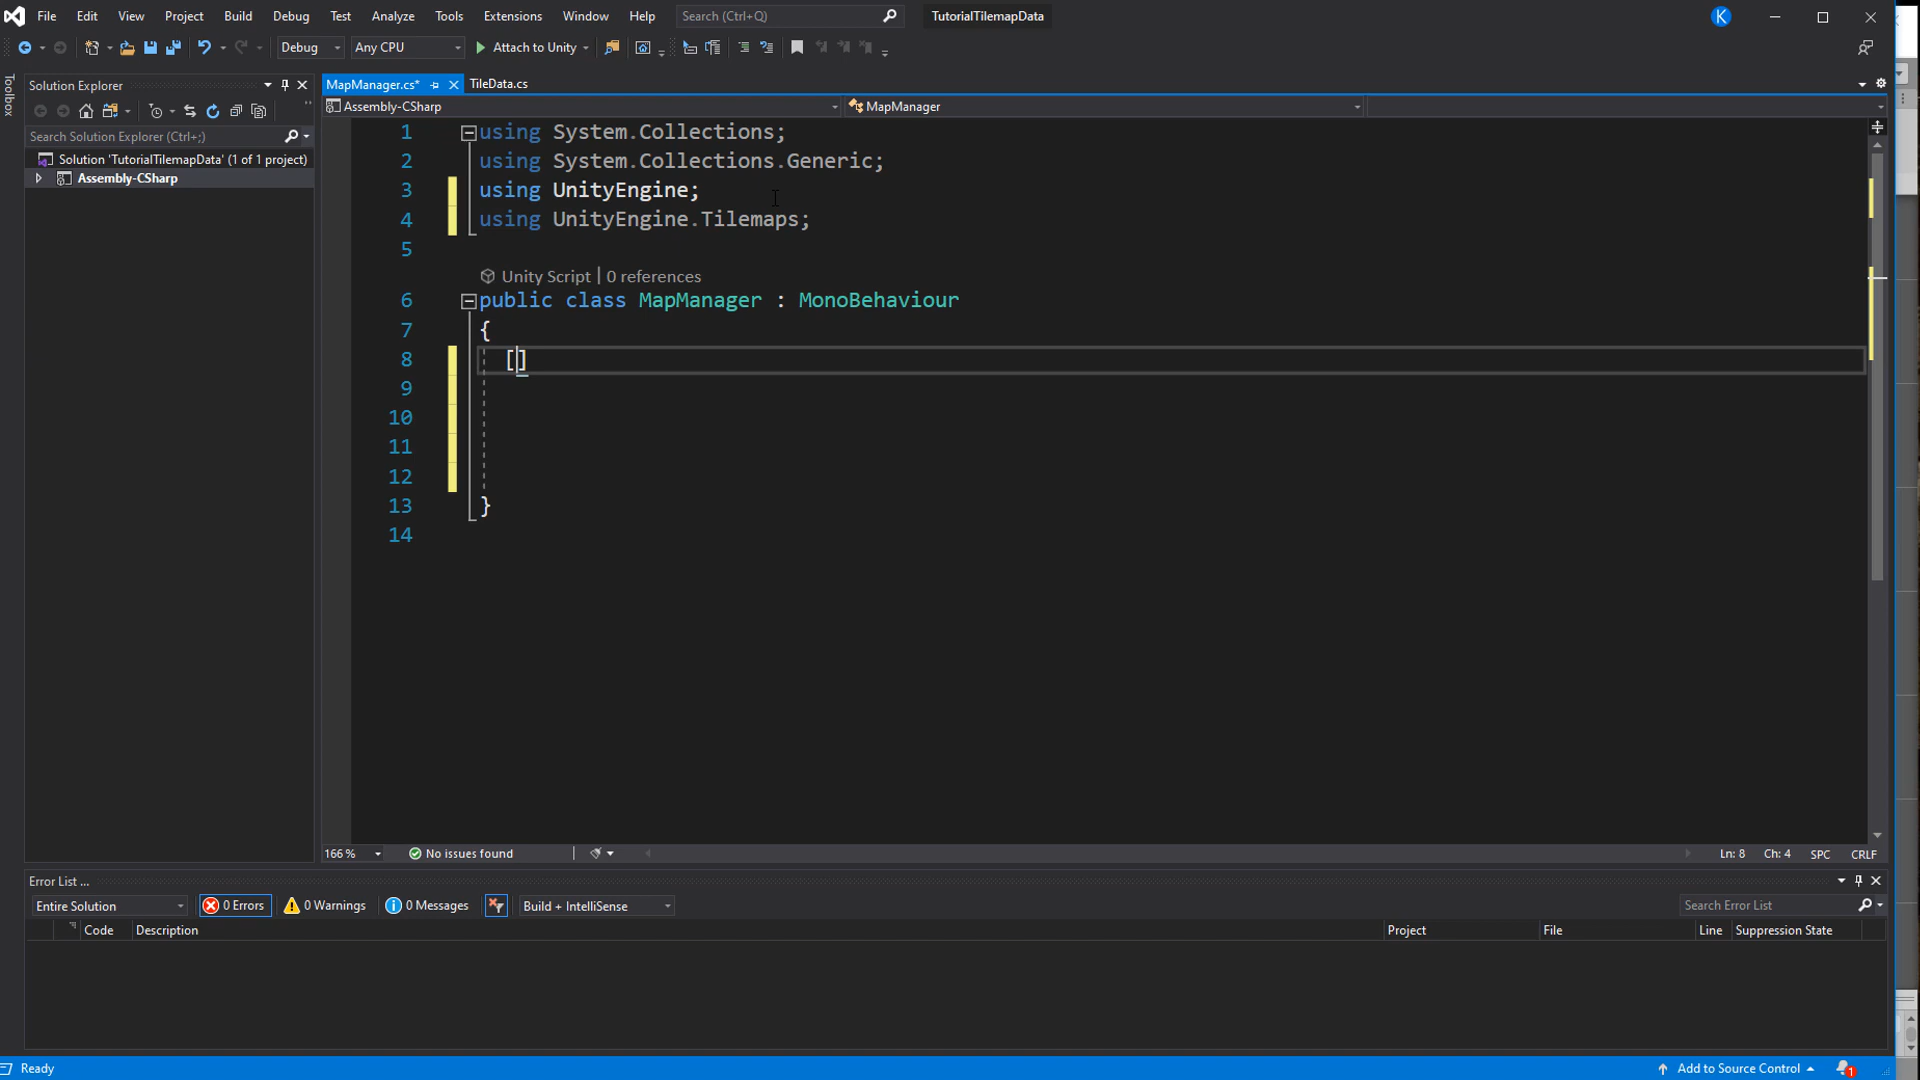 File Edit View Project Build Debug Test Analyze Tools Extensions Window Help Search (Ctrl+Q) TutorialTilemapData K
Debug Any CPU Attach to Unity
Toolbox
Solution Explorer
Search Solution Explorer (Ctrl+;)
Solution 'TutorialTilemapData' (1 of 1 project)
Assembly-CSharp
MapManager.cs* TileData.cs
Assembly-CSharp MapManager
1 using System.Collections;
2 using System.Collections.Generic;
3 using UnityEngine;
4 using UnityEngine.Tilemaps;
5
Unity Script | 0 references
6 public class MapManager : MonoBehaviour
7 {
8 []
9
10
11
12
13 }
14
166 % No issues found Ln: 8 Ch: 4 SPC CRLF
Error List ...
Entire Solution 0 Errors 0 Warnings 0 Messages Build + IntelliSense Search Error List
Code Description Project File Line Suppression State
Ready Add to Source Control 1